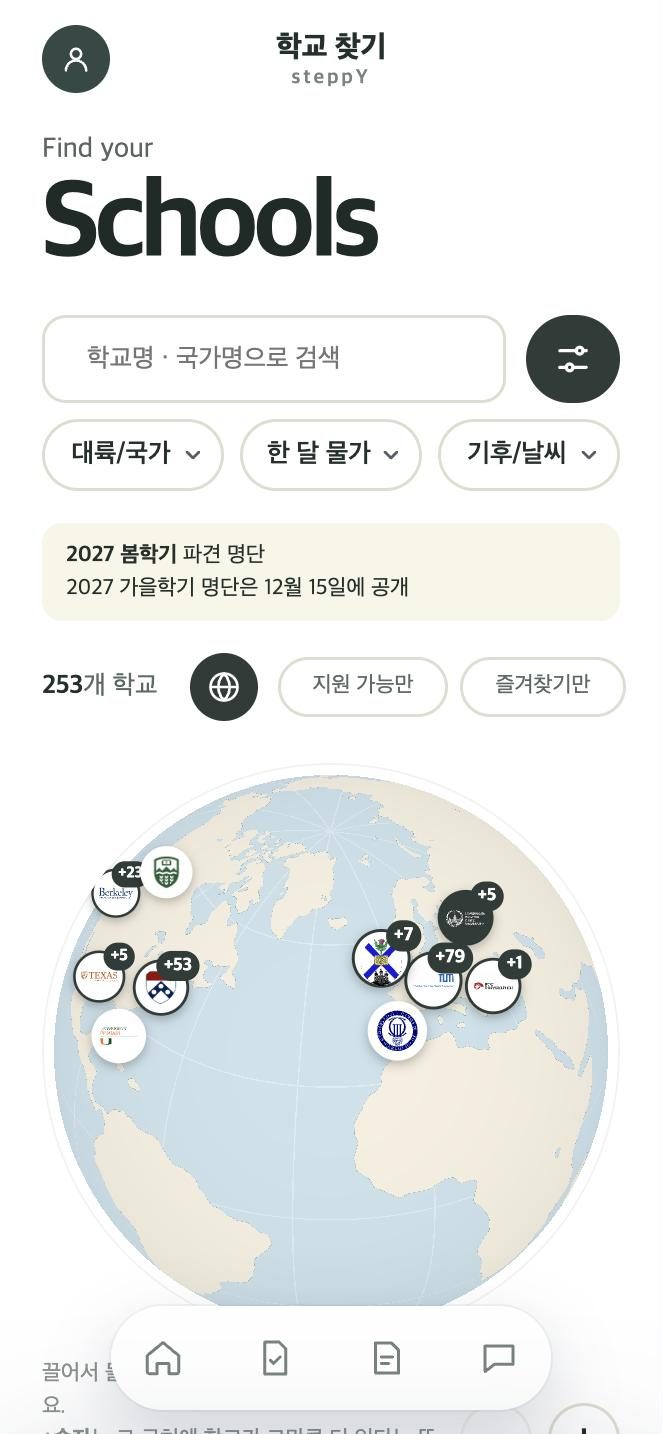 학교 찾기
steppY
Find your
Schools
학교명 · 국가명으로 검색
대륙/국가
한 달 물가
기후/날씨
2027 봄학기 파견 명단
2027 가을학기 명단은 12월 15일에 공개
253개 학교
지원 가능만
즐겨찾기만
+23
Berkeley
+5
+7
+5
TEXAS
+53
+79
TUM
+1
끌어서
요.